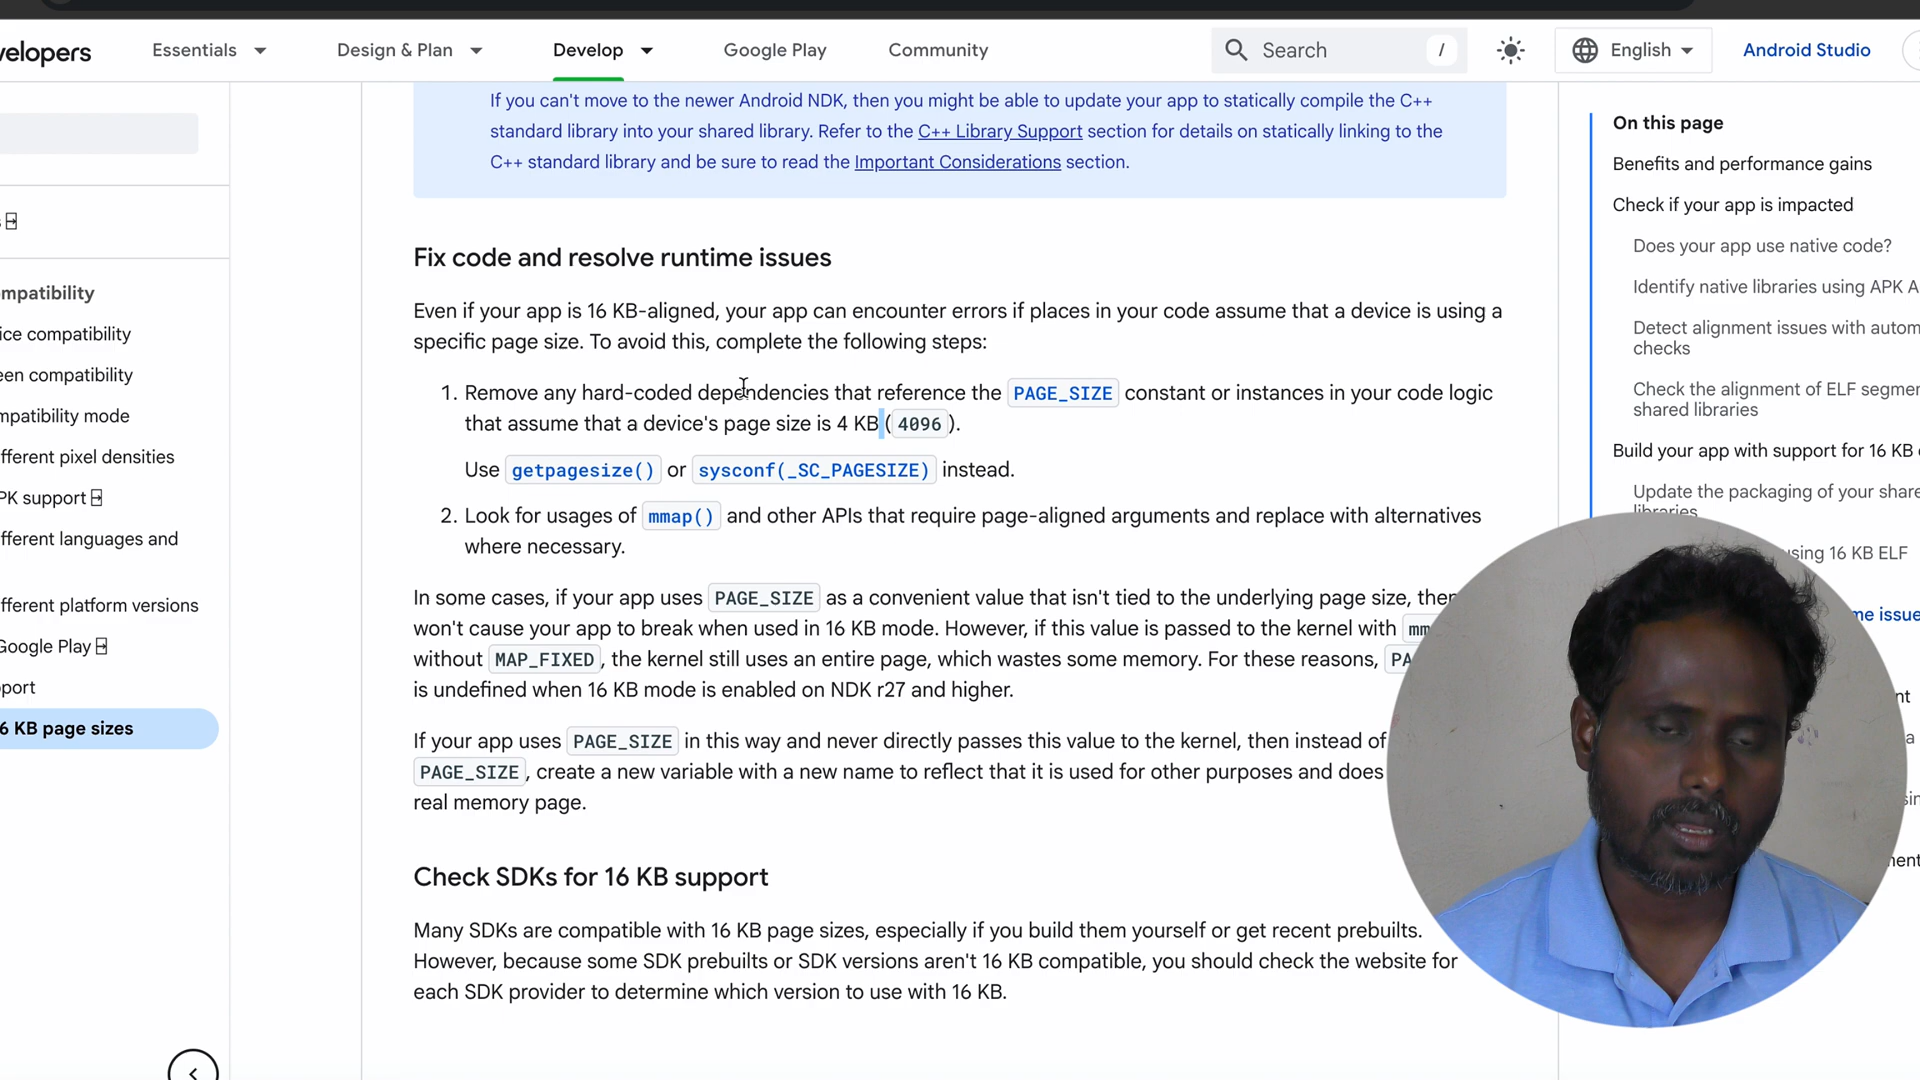 velopers
Essentials
Design & Plan
Develop
Google Play
Community
Search
/
English
Android Studio
If you can't move to the newer Android NDK, then you might be able to update your app to statically compile the C++
standard library into your shared library. Refer to the C++ Library Support section for details on statically linking to the
C++ standard library and be sure to read the Important Considerations section.
Fix code and resolve runtime issues
Even if your app is 16 KB-aligned, your app can encounter errors if places in your code assume that a device is using a
specific page size. To avoid this, complete the following steps:
1. Remove any hard-coded dependencies that reference the PAGE_SIZE constant or instances in your code logic
that assume that a device's page size is 4 KB (4096).
Use getpagesize() or sysconf(_SC_PAGESIZE) instead.
2. Look for usages of mmap() and other APIs that require page-aligned arguments and replace with alternatives
where necessary.
In some cases, if your app uses PAGE_SIZE as a convenient value that isn't tied to the underlying page size, then
won't cause your app to break when used in 16 KB mode. However, if this value is passed to the kernel with mm
without MAP_FIXED, the kernel still uses an entire page, which wastes some memory. For these reasons, PA
is undefined when 16 KB mode is enabled on NDK r27 and higher.
If your app uses PAGE_SIZE in this way and never directly passes this value to the kernel, then instead of
PAGE_SIZE, create a new variable with a new name to reflect that it is used for other purposes and does
real memory page.
Check SDKs for 16 KB support
Many SDKs are compatible with 16 KB page sizes, especially if you build them yourself or get recent prebuilts.
However, because some SDK prebuilts or SDK versions aren't 16 KB compatible, you should check the website for
each SDK provider to determine which version to use with 16 KB.
s
mpatibility
ice compatibility
een compatibility
mpatibility mode
fferent pixel densities
PK support
fferent languages and
fferent platform versions
Google Play
port
6 KB page sizes
On this page
Benefits and performance gains
Check if your app is impacted
Does your app use native code?
Identify native libraries using APK A
Detect alignment issues with autom
checks
Check the alignment of ELF segmen
shared libraries
Build your app with support for 16 KB
Update the packaging of your share
libraries
using 16 KB ELF
me issue
nt
a
sin
ment